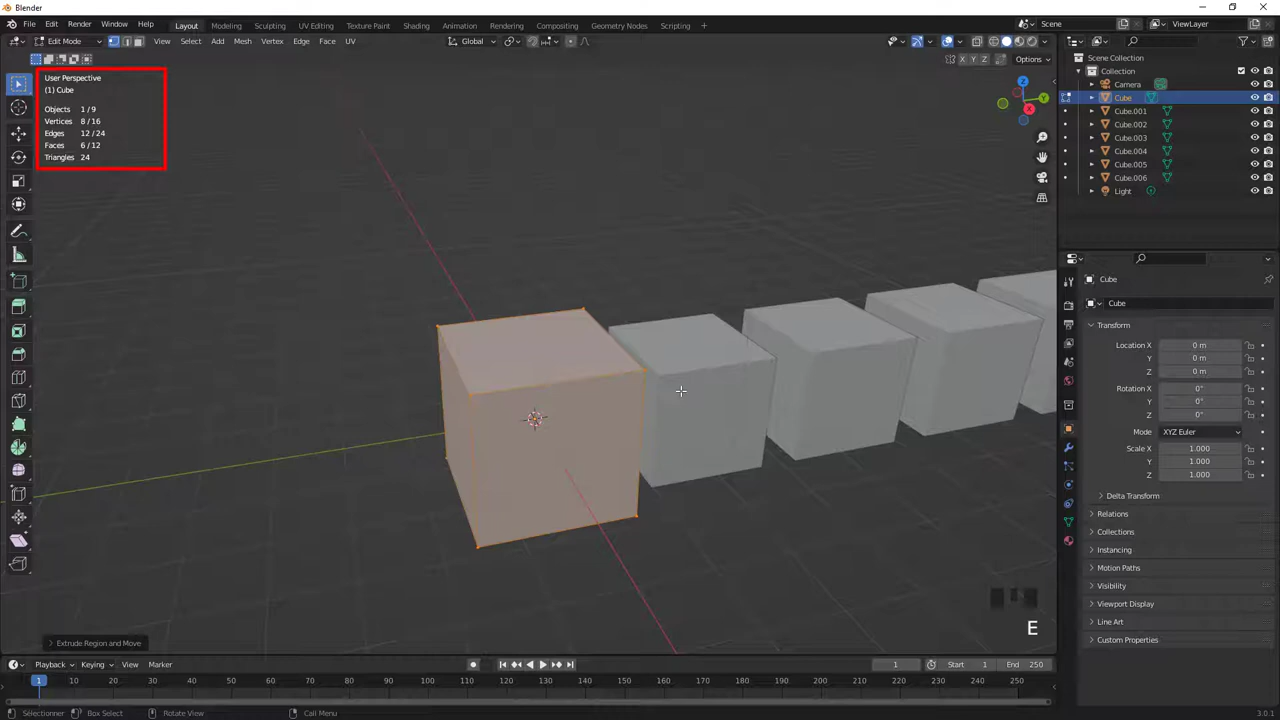 Blender
File Edit Render Window Help Layout Modeling Sculpting UV Editing Texture Paint Shading Animation Rendering Compositing Geometry Nodes Scripting + Scene ViewLayer
Edit Mode View Select Add Mesh Vertex Edge Face UV Global
X Y Z Options
User Perspective
(1) Cube
Objects 1 / 9
Vertices 8 / 16
Edges 12 / 24
Faces 6 / 12
Triangles 24
Z
Y
X
Scene Collection
Collection
Camera
Cube
Cube.001
Cube.002
Cube.003
Cube.004
Cube.005
Cube.006
Light
Cube
Cube
Transform
Location X 0 m
Y 0 m
Z 0 m
Rotation X 0°
Y 0°
Z 0°
Mode XYZ Euler
Scale X 1.000
Y 1.000
Z 1.000
Delta Transform
Relations
Collections
Instancing
Motion Paths
Visibility
Viewport Display
Line Art
Custom Properties
E
Extrude Region and Move
Playback Keying View Marker 1 Start 1 End 250
1 10 20 30 40 50 60 70 80 90 100 110 120 130 140 150 160 170 180 190 200 210 220 230 240 250
Sélectionner Box Select Rotate View Call Menu 3.0.1